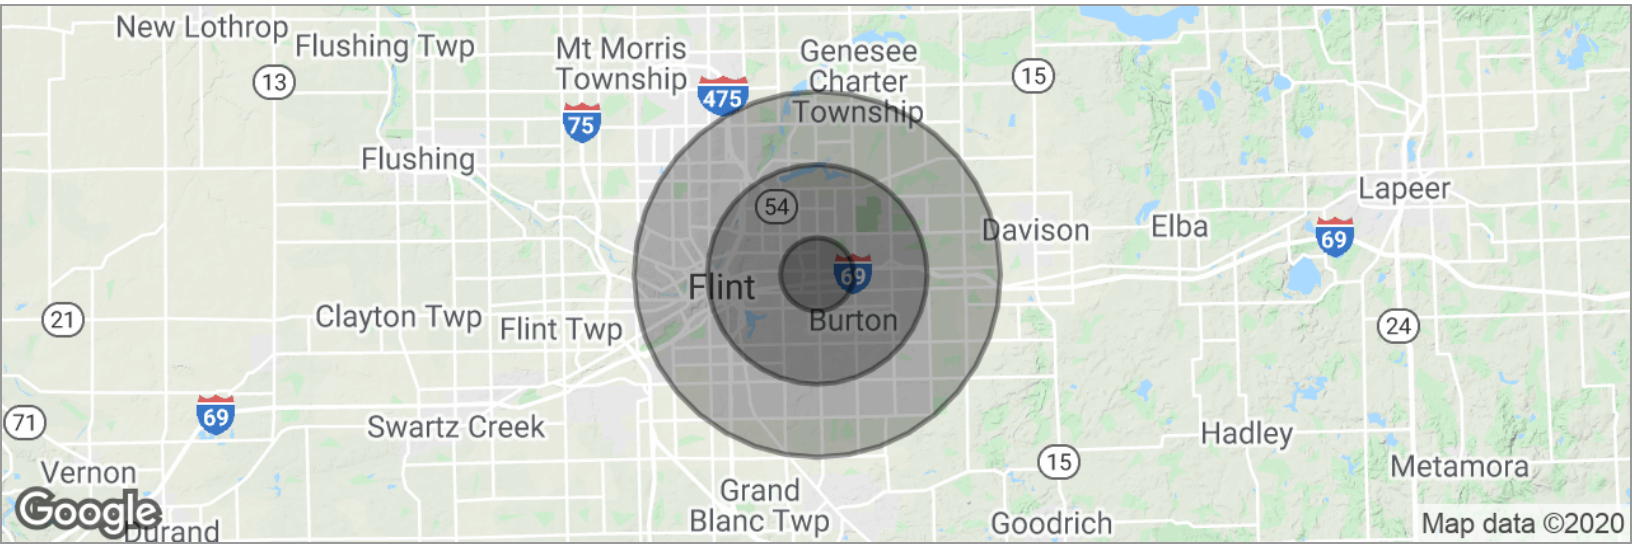 New Lothrop
Flushing Twp
Mt Morris
Township
Genesee
Charter
Township
13
475
15
75
Flushing
Lapeer
54
Davison
Elba
69
69
Flint
21
Clayton Twp
Flint Twp
Burton
24
69
71
Swartz Creek
Hadley
15
Vernon
Metamora
Grand
Blanc Twp
Google
Durand
Goodrich
Map data ©2020